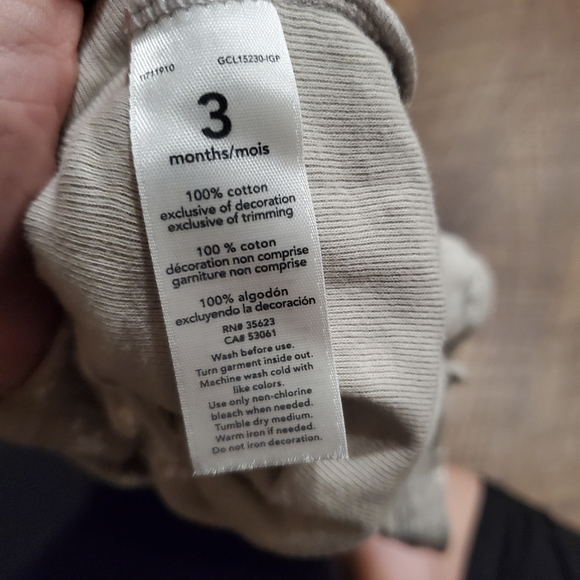 GCL15230-IGP
3
months/mois
100% cotton
exclusive of decoration
exclusive of trimming
100 % coton
décoration non comprise
garniture non comprise
100% algodón
excluyendo la decoración
RN# 35623
CA# 53061
Wash before use.
Turn garment inside out.
Machine wash cold with
like colors.
Use only non-chlorine
bleach when needed.
Tumble dry medium.
Warm iron if needed.
Do not iron decoration.